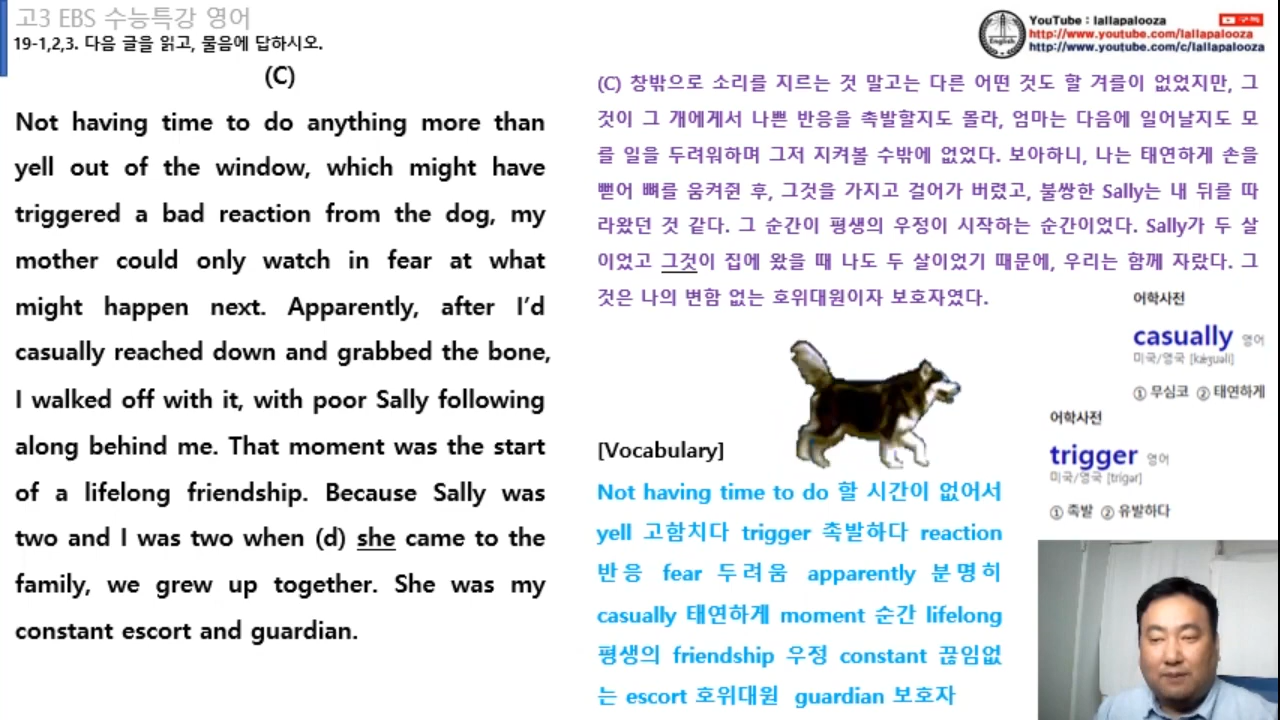 고3 EBS 수능특강 영어
19-1,2,3. 다음 글을 읽고, 물음에 답하시오.
(C)
Not having time to do anything more than
yell out of the window, which might have
triggered a bad reaction from the dog, my
mother could only watch in fear at what
might happen next. Apparently, after I’d
casually reached down and grabbed the bone,
I walked off with it, with poor Sally following
along behind me. That moment was the start
of a lifelong friendship. Because Sally was
two and I was two when (d) she came to the
family, we grew up together. She was my
constant escort and guardian.
English
YouTube : lallapalooza
구독
http://www.youtube.com/lallapalooza
http://www.youtube.com/c/lallapalooza
(C) 창밖으로 소리를 지르는 것 말고는 다른 어떤 것도 할 겨를이 없었지만, 그
것이 그 개에게서 나쁜 반응을 촉발할지도 몰라, 엄마는 다음에 일어날지도 모
를 일을 두려워하며 그저 지켜볼 수밖에 없었다. 보아하니, 나는 태연하게 손을
뻗어 뼈를 움켜쥔 후, 그것을 가지고 걸어가 버렸고, 불쌍한 Sally는 내 뒤를 따
라왔던 것 같다. 그 순간이 평생의 우정이 시작하는 순간이었다. Sally가 두 살
이었고 그것이 집에 왔을 때 나도 두 살이었기 때문에, 우리는 함께 자랐다. 그
것은 나의 변함 없는 호위대원이자 보호자였다.
어학사전
casually 영어
미국/영국 [kǽʒuəli]
① 무심코 ② 태연하게
어학사전
trigger 영어
미국/영국 [trígər]
① 촉발 ② 유발하다
[Vocabulary]
Not having time to do 할 시간이 없어서
yell 고함치다 trigger 촉발하다 reaction
반응 fear 두려움 apparently 분명히
casually 태연하게 moment 순간 lifelong
평생의 friendship 우정 constant 끊임없
는 escort 호위대원 guardian 보호자